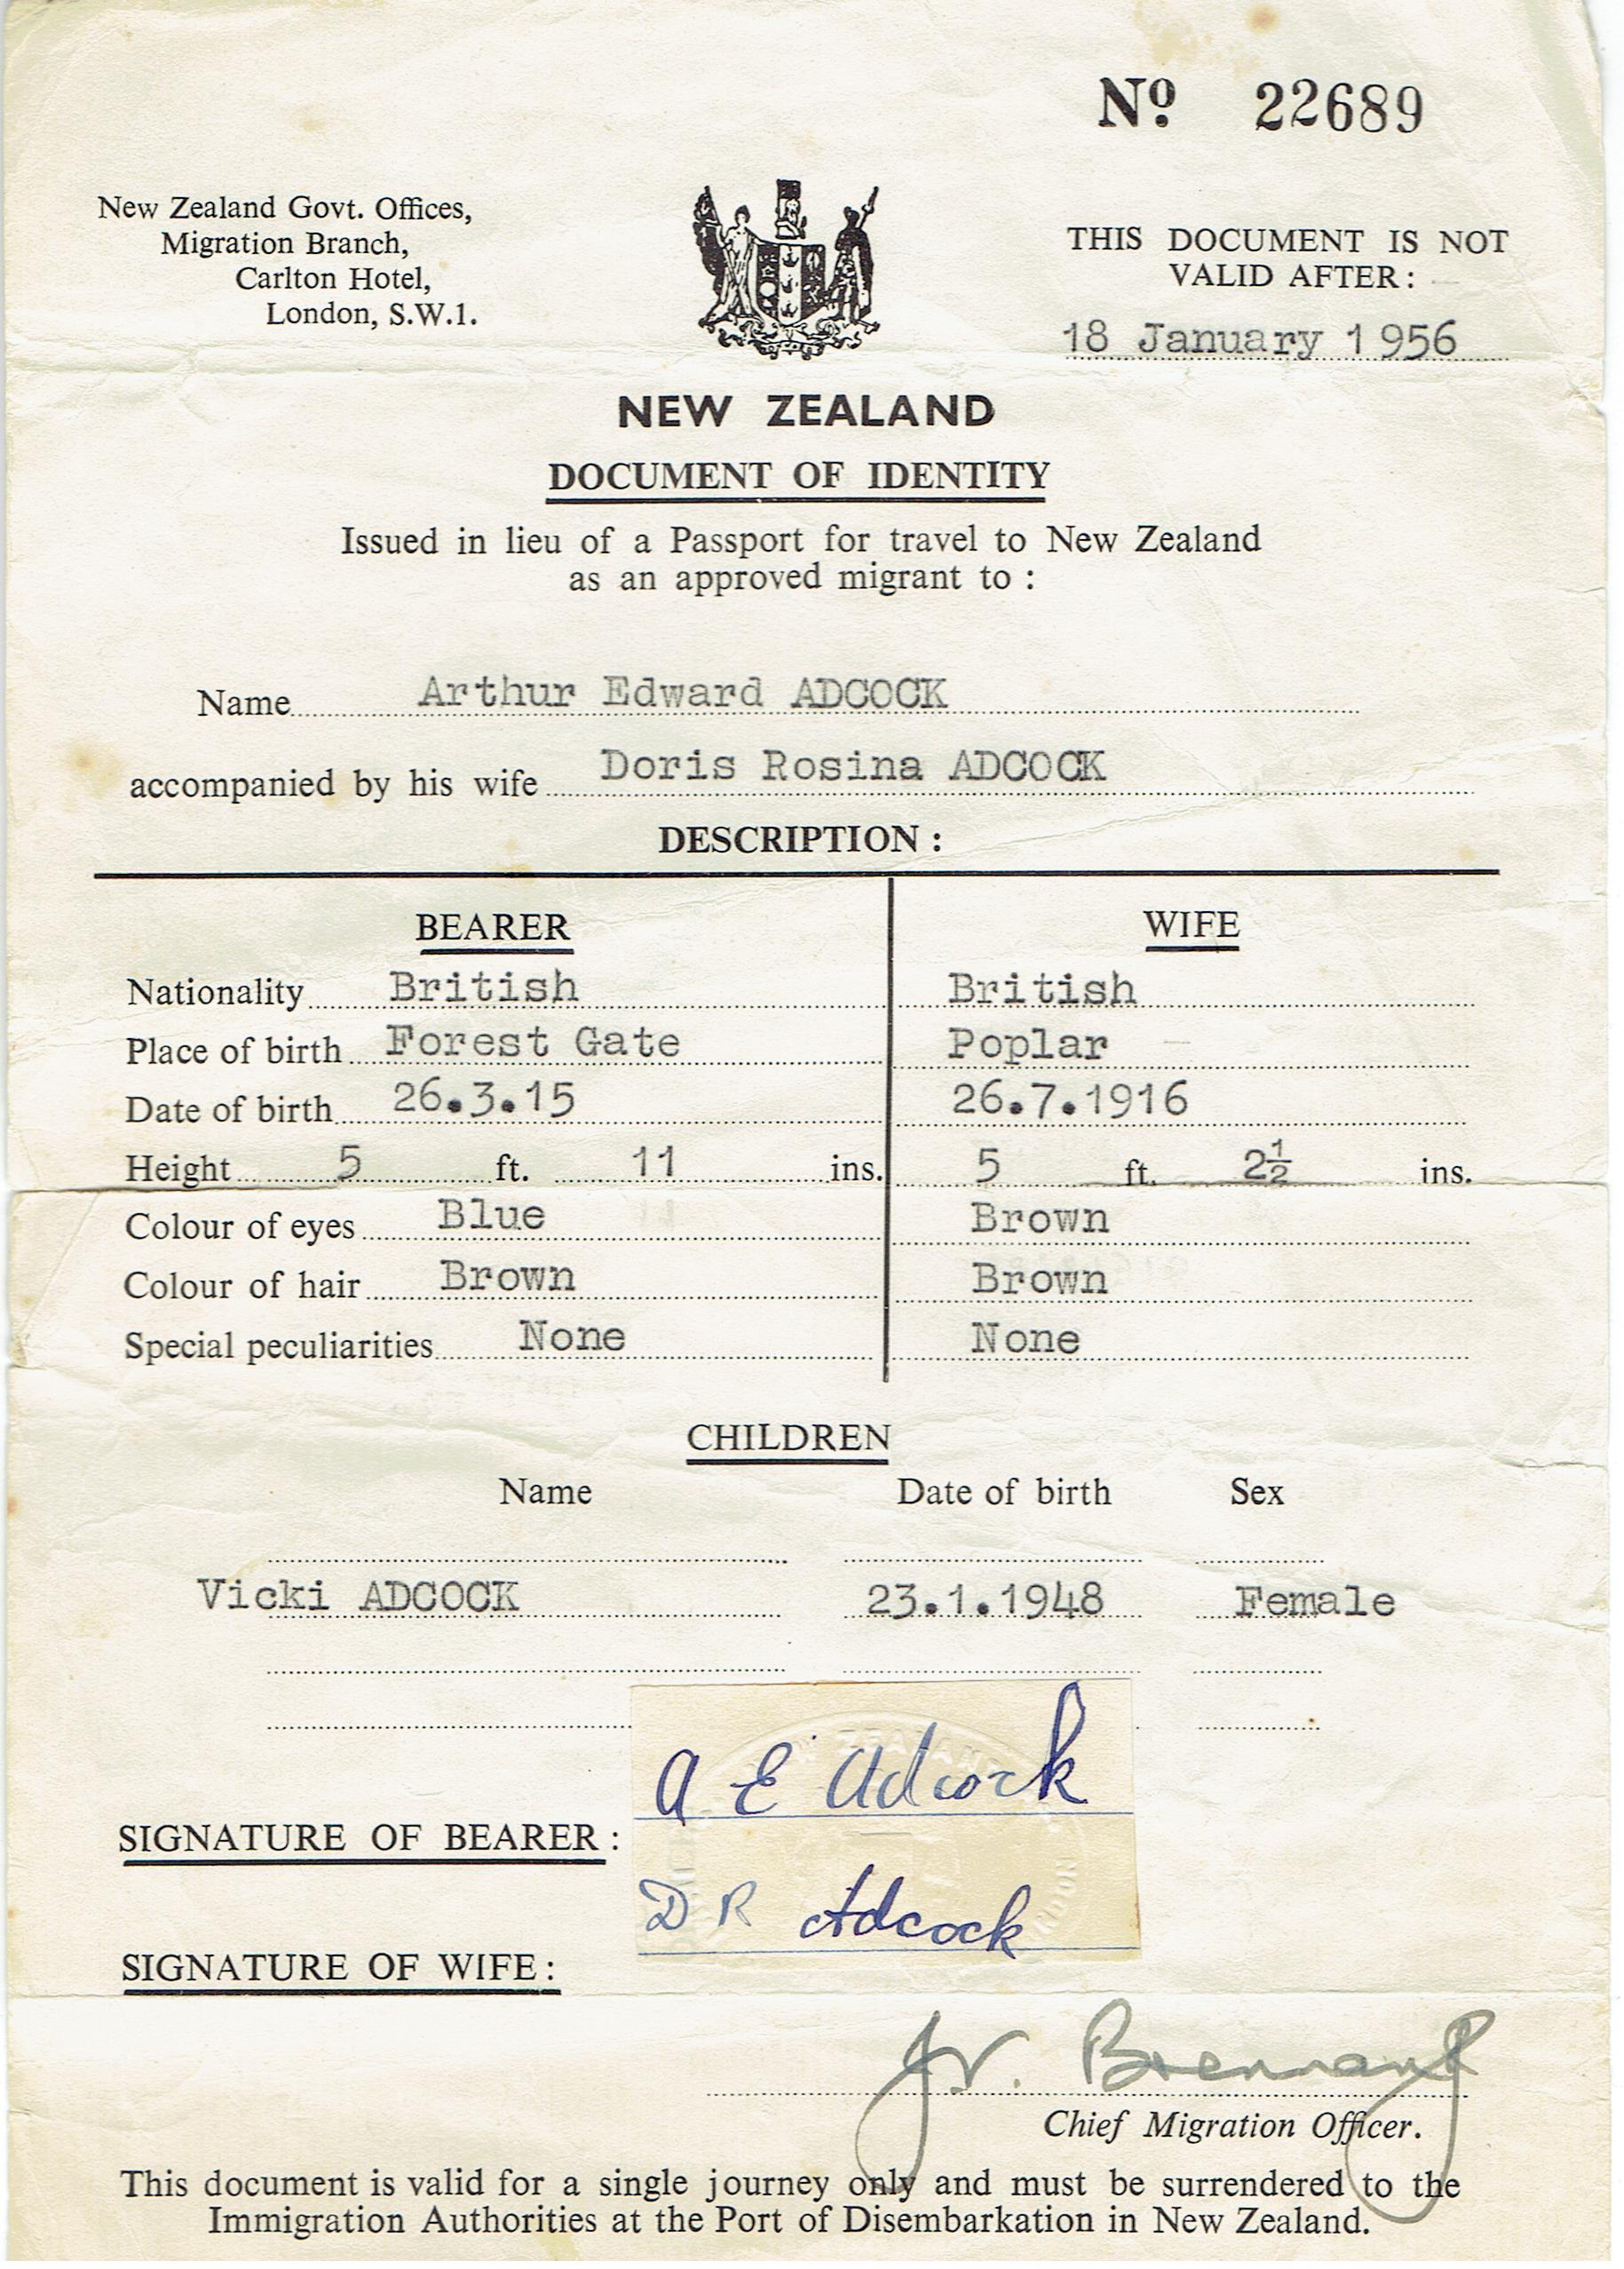 Nº 22689
New Zealand Govt. Offices,
Migration Branch,
Carlton Hotel,
London, S.W.1.
THIS DOCUMENT IS NOT
VALID AFTER:
18 January 1956
NEW ZEALAND
DOCUMENT OF IDENTITY
Issued in lieu of a Passport for travel to New Zealand
as an approved migrant to :
Name Arthur Edward ADCOCK
accompanied by his wife Doris Rosina ADCOCK
DESCRIPTION :
BEARER WIFE
Nationality British British
Place of birth Forest Gate Poplar
Date of birth 26.3.15 26.7.1916
Height 5 ft. 11 ins. 5 ft. 2½ ins.
Colour of eyes Blue Brown
Colour of hair Brown Brown
Special peculiarities None None
CHILDREN
Name Date of birth Sex
Vicki ADCOCK 23.1.1948 Female
A E Adcock
SIGNATURE OF BEARER :
D R Adcock
SIGNATURE OF WIFE :
Chief Migration Officer.
This document is valid for a single journey only and must be surrendered to the
Immigration Authorities at the Port of Disembarkation in New Zealand.